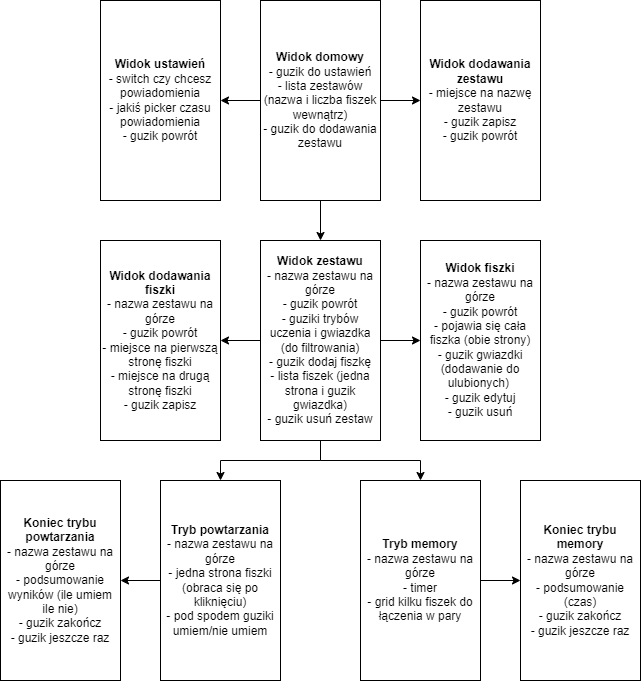 Widok ustawień
- switch czy chcesz
powiadomienia
- jakiś picker czasu
powiadomienia
- guzik powrót
Widok domowy
- guzik do ustawień
- lista zestawów
(nazwa i liczba fiszek
wewnątrz)
- guzik do dodawania
zestawu
Widok dodawania
zestawu
- miejsce na nazwę
zestawu
- guzik zapisz
- guzik powrót
Widok dodawania
fiszki
- nazwa zestawu na
górze
- guzik powrót
- miejsce na pierwszą
stronę fiszki
- miejsce na drugą
stronę fiszki
- guzik zapisz
Widok zestawu
- nazwa zestawu na
górze
- guzik powrót
- guziki trybów
uczenia i gwiazdka
(do filtrowania)
- guzik dodaj fiszkę
- lista fiszek (jedna
strona i guzik
gwiazdka)
- guzik usuń zestaw
Widok fiszki
- nazwa zestawu na
górze
- guzik powrót
- pojawia się cała
fiszka (obie strony)
- guzik gwiazdki
(dodawanie do
ulubionych)
- guzik edytuj
- guzik usuń
Koniec trybu
powtarzania
- nazwa zestawu na
górze
- podsumowanie
wyników (ile umiem
ile nie)
- guzik zakończ
- guzik jeszcze raz
Tryb powtarzania
- nazwa zestawu na
górze
- jedna strona fiszki
(obraca się po
kliknięciu)
- pod spodem guziki
umiem/nie umiem
Tryb memory
- nazwa zestawu na
górze
- timer
- grid kilku fiszek do
łączenia w pary
Koniec trybu
memory
- nazwa zestawu na
górze
- podsumowanie
(czas)
- guzik zakończ
- guzik jeszcze raz